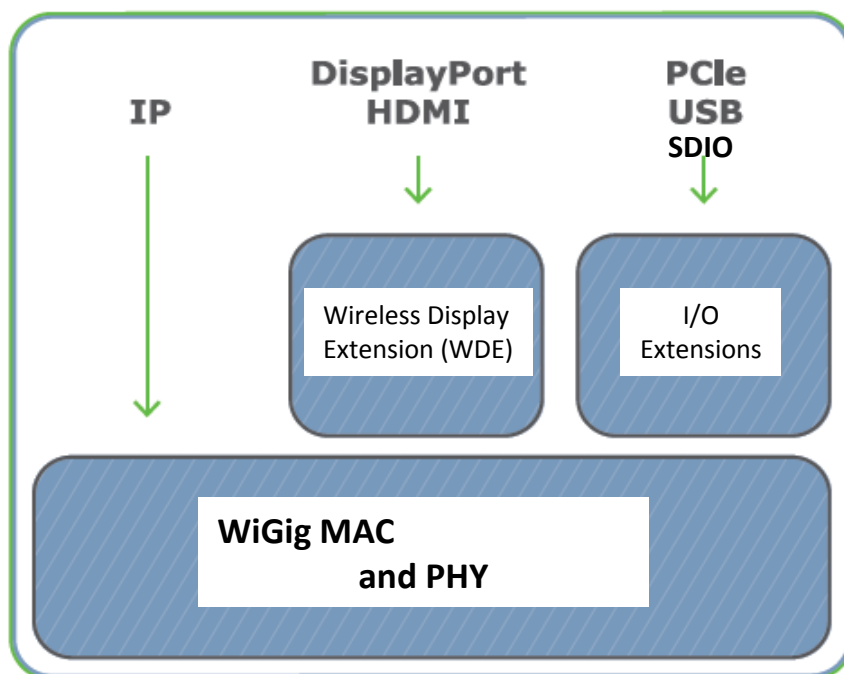 IP
DisplayPort
HDMI
PCIe
USB
SDIO
Wireless Display
Extension (WDE)
I/O
Extensions
WiGig MAC
and PHY